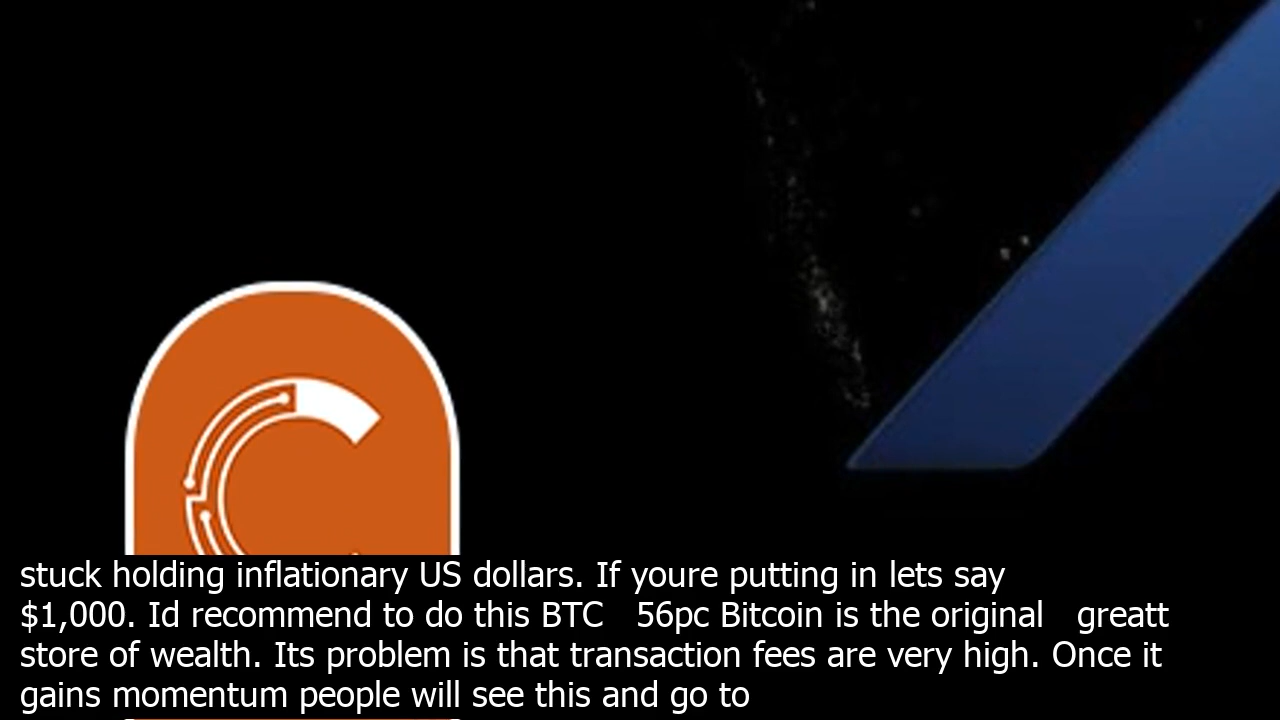 stuck holding inflationary US dollars. If youre putting in lets say
$1,000. Id recommend to do this BTC   56pc Bitcoin is the original   greatt
store of wealth. Its problem is that transaction fees are very high. Once it
gains momentum people will see this and go to